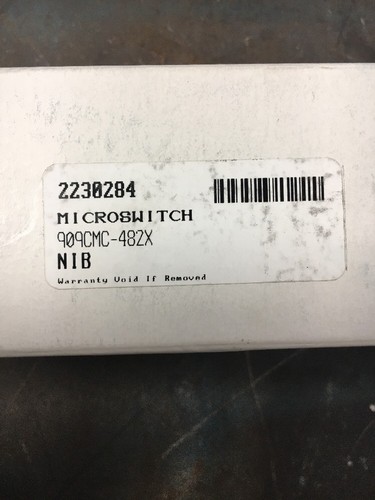 2230284
MICROSWITCH
909CMC-482X
NIB
Warranty Void If Removed